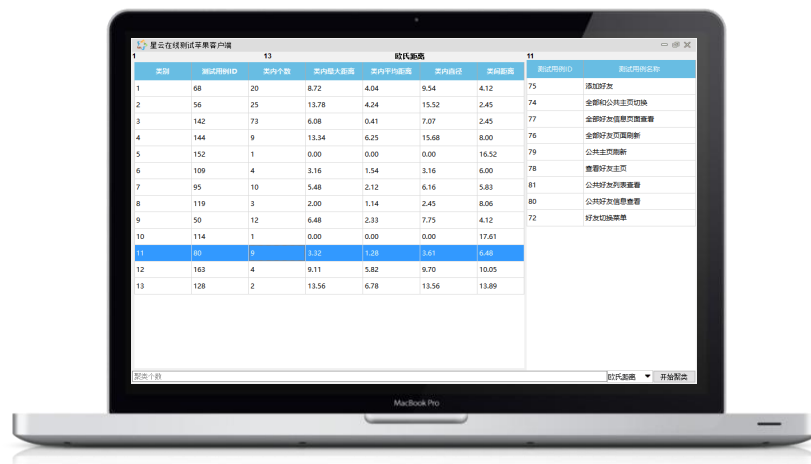 星云在线测试苹果客户端
1 13 欧氏距离 11
类别 测试用例ID 类内个数 类内最大距离 类内平均距离 类内直径 类间距离
1 68 20 8.72 4.04 9.54 4.12
2 56 25 13.78 4.24 15.52 2.45
3 142 73 6.08 0.41 7.07 2.45
4 144 9 13.34 6.25 15.68 8.00
5 152 1 0.00 0.00 0.00 16.52
6 109 4 3.16 1.54 3.16 6.00
7 95 10 5.48 2.12 6.16 5.83
8 119 3 2.00 1.14 2.45 8.06
9 50 12 6.48 2.33 7.75 4.12
10 114 1 0.00 0.00 0.00 17.61
11 80 9 3.32 1.28 3.61 6.48
12 163 4 9.11 5.82 9.70 10.05
13 128 2 13.56 6.78 13.56 13.89
测试用例ID 测试用例名称
75 添加好友
74 全部和公共主页切换
77 全部好友信息页面查看
76 全部好友页面刷新
79 公共主页刷新
78 查看好友主页
81 公共好友列表查看
80 公共好友信息查看
72 好友切换菜单
聚类个数 欧氏距离 开始聚类
MacBook Pro